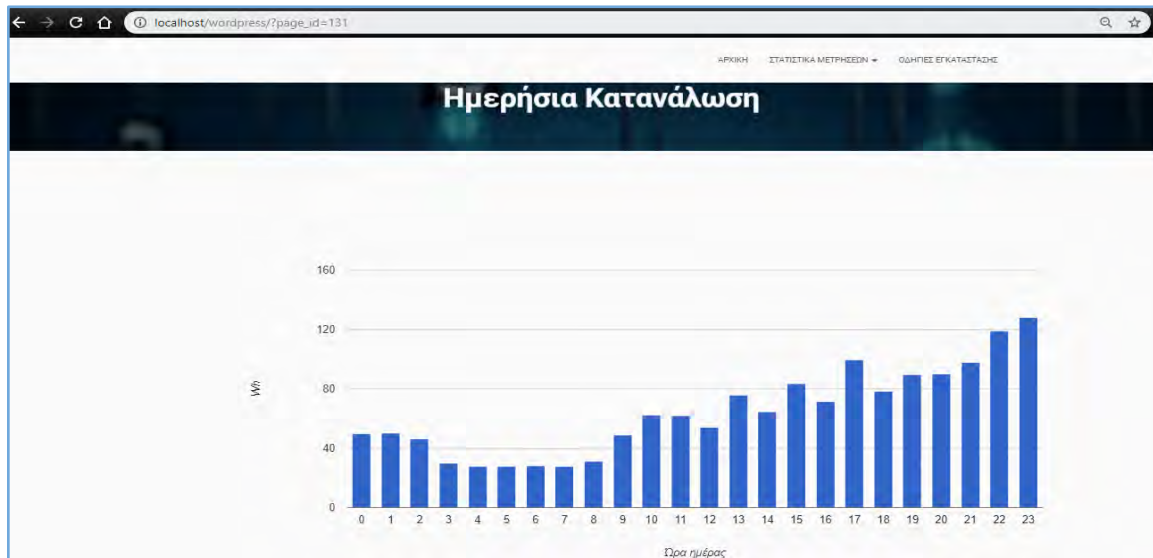 localhost/wordpress/?page_id=131
ΑΡΧΙΚΗ ΣΤΑΤΙΣΤΙΚΑ ΜΕΤΡΗΣΕΩΝ ΟΔΗΓΙΕΣ ΕΓΚΑΤΑΣΤΑΣΗΣ
Ημερήσια Κατανάλωση
160
120
Wh
80
40
0
0 1 2 3 4 5 6 7 8 9 10 11 12 13 14 15 16 17 18 19 20 21 22 23
Ώρα ημέρας